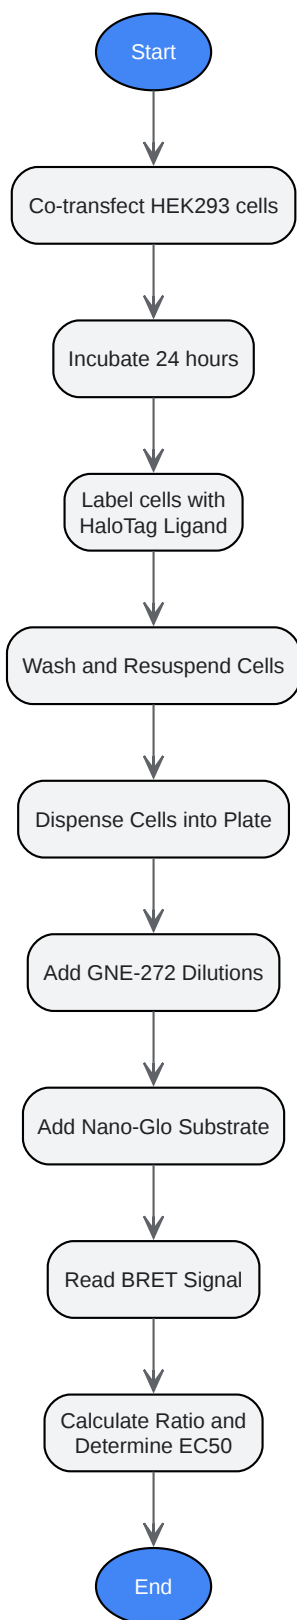 Start
Co-transfect HEK293 cells
Incubate 24 hours
Label cells with
HaloTag Ligand
Wash and Resuspend Cells
Dispense Cells into Plate
Add GNE-272 Dilutions
Add Nano-Glo Substrate
Read BRET Signal
Calculate Ratio and
Determine EC50
End